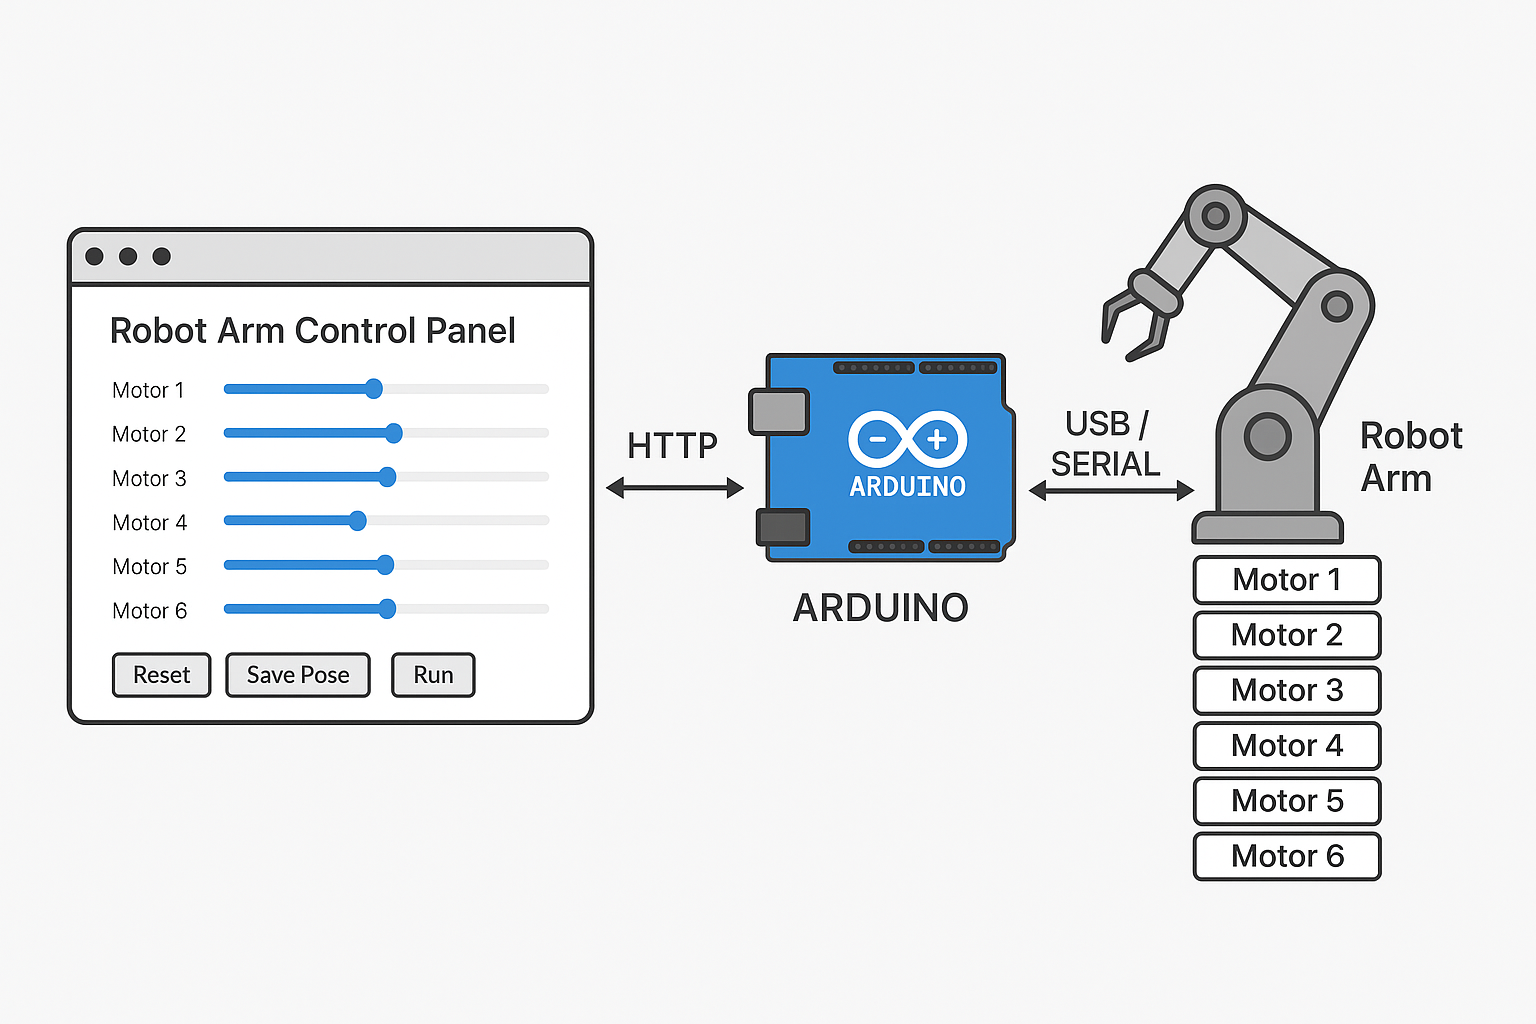 Robot Arm Control Panel
Motor 1
Motor 2
Motor 3
Motor 4
Motor 5
Motor 6
Reset
Save Pose
Run
HTTP
ARDUINO
ARDUINO
USB /
SERIAL
Robot
Arm
Motor 1
Motor 2
Motor 3
Motor 4
Motor 5
Motor 6